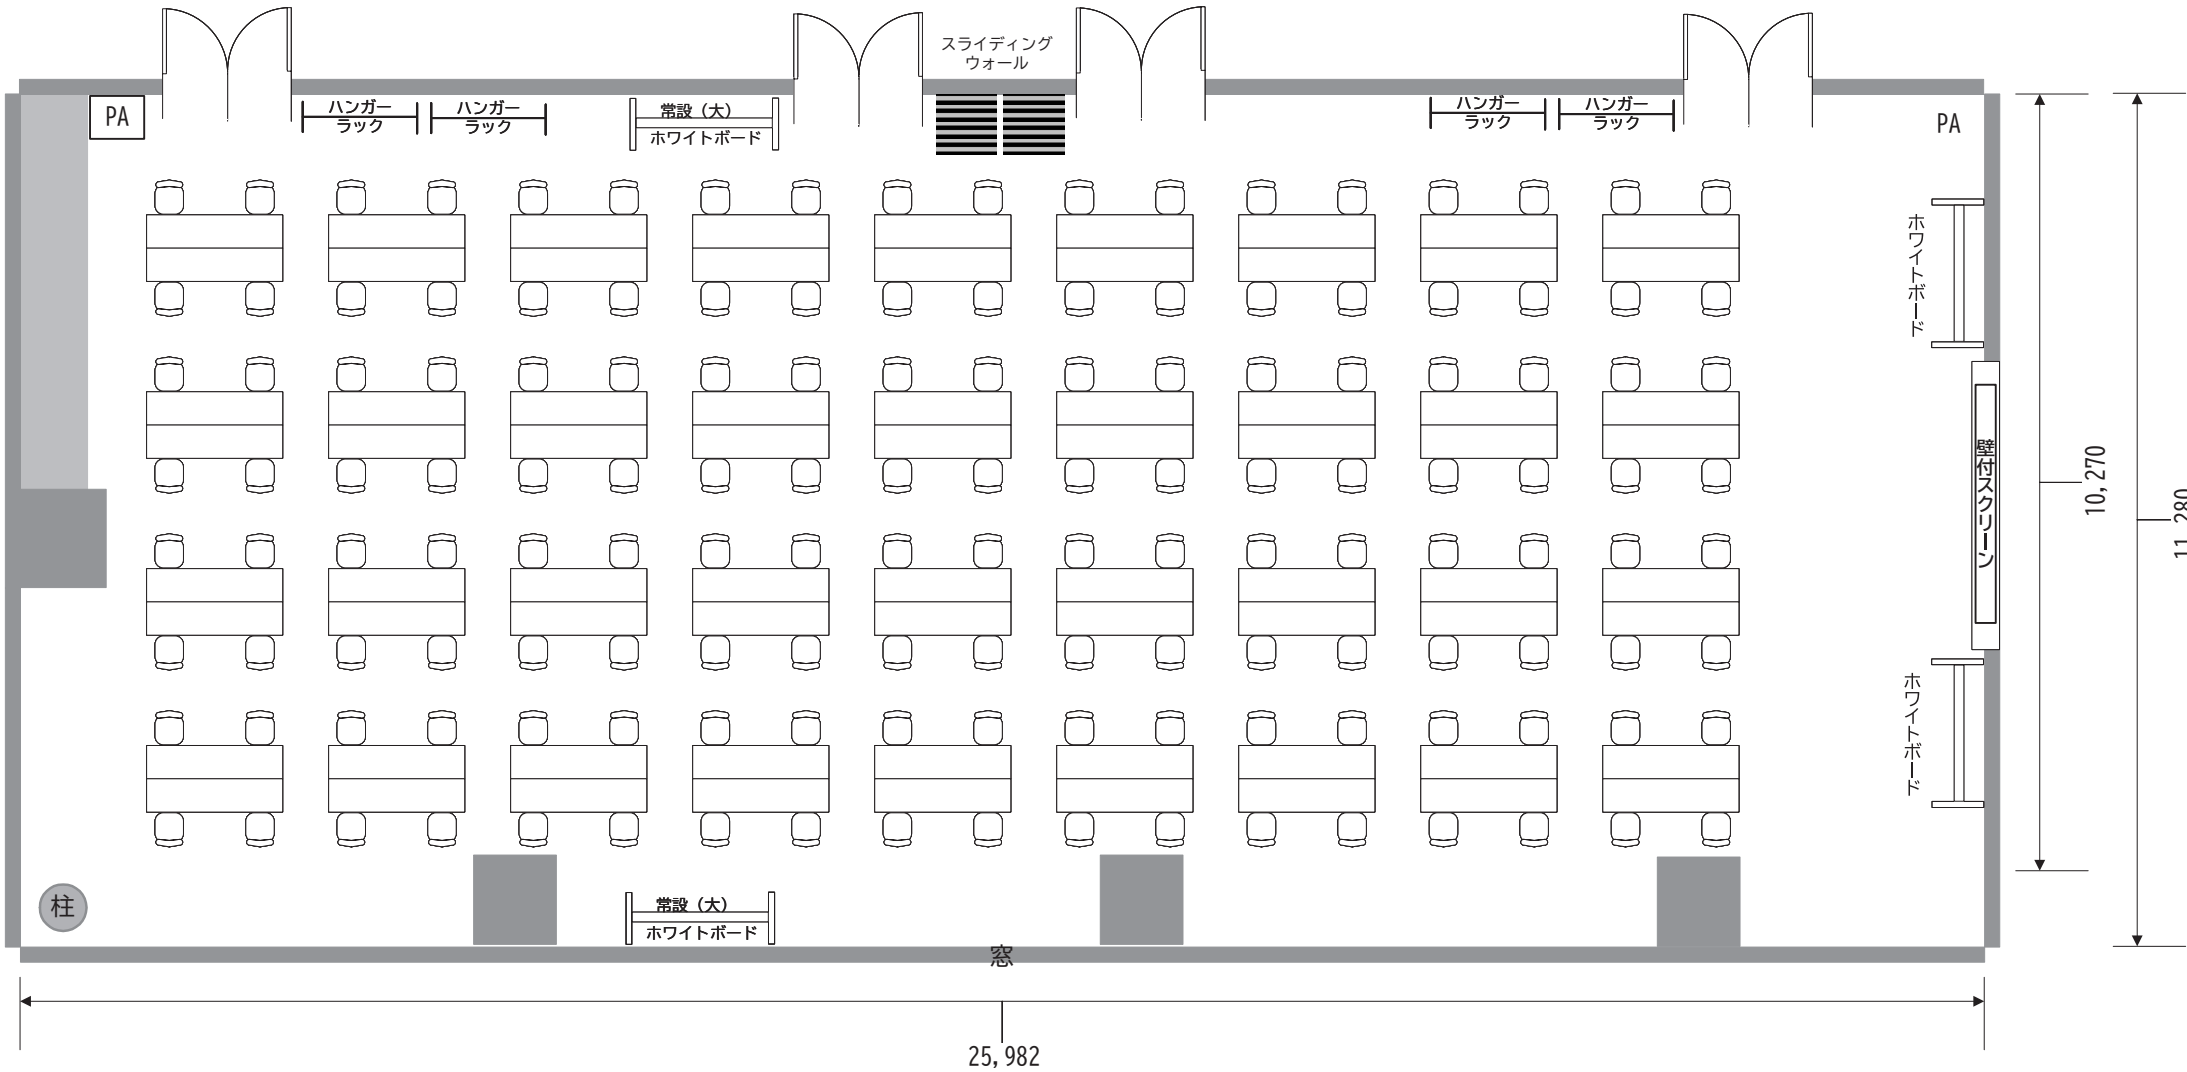 スライディング
ウォール
PA
ハンガー
ラック
ハンガー
ラック
常設（大）
ホワイトボード
ハンガー
ラック
ハンガー
ラック
PA
ホワイトボード
壁付スクリーン
10,270
11,280
ホワイトボード
柱
常設（大）
ホワイトボード
窓
25,982